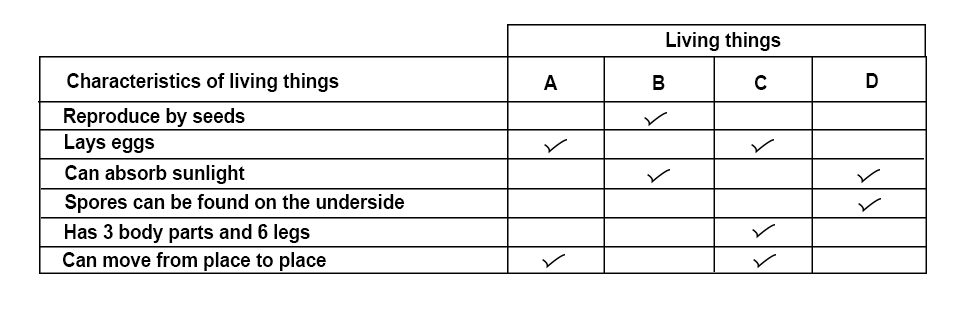 Living things
Characteristics of living things A B C D
Reproduce by seeds ✓
Lays eggs ✓ ✓
Can absorb sunlight ✓ ✓
Spores can be found on the underside ✓
Has 3 body parts and 6 legs ✓
Can move from place to place ✓ ✓